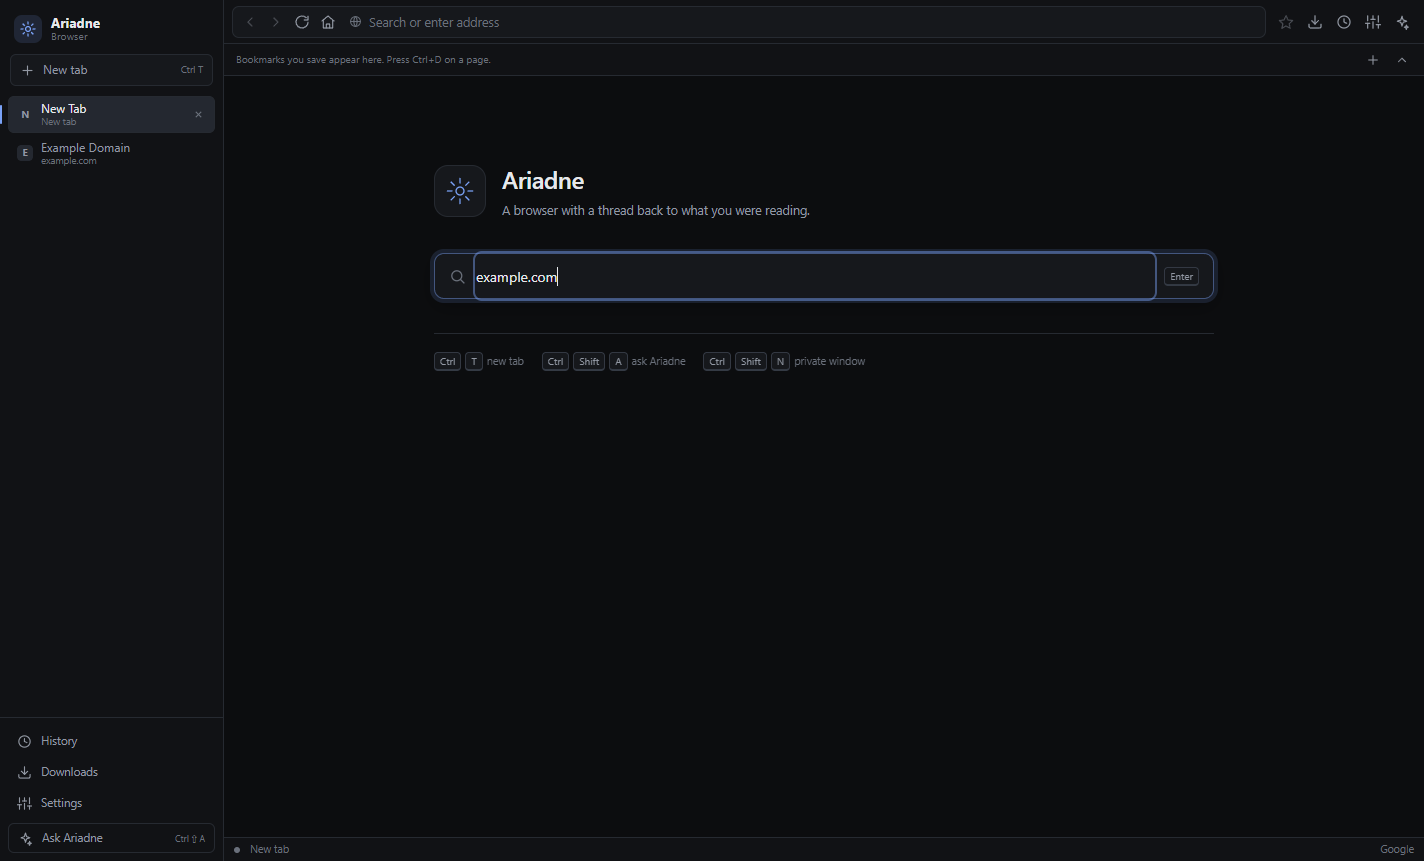 Ariadne
Browser
New tab Ctrl T
N New Tab
New tab
E Example Domain
example.com
History
Downloads
Settings
Ask Ariadne Ctrl ⇧ A
Search or enter address
Bookmarks you save appear here. Press Ctrl+D on a page.
Ariadne
A browser with a thread back to what you were reading.
example.com Enter
Ctrl T new tab Ctrl Shift A ask Ariadne Ctrl Shift N private window
New tab Google